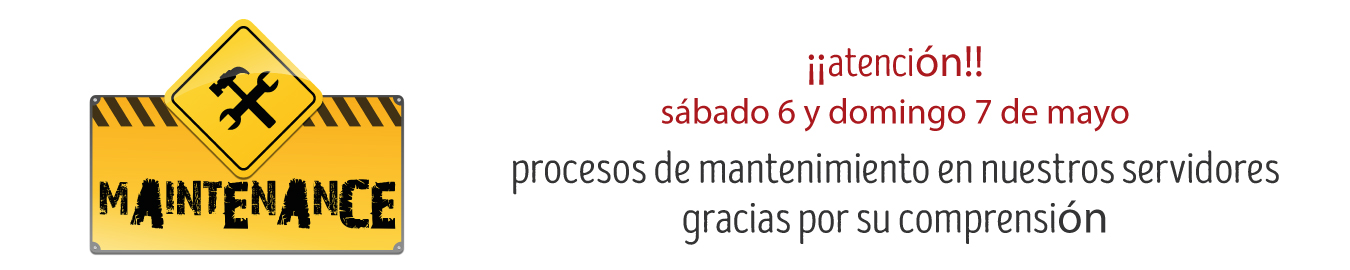 MAINTENANCE
¡¡atención!!
sábado 6 y domingo 7 de mayo
procesos de mantenimiento en nuestros servidores
gracias por su comprensión